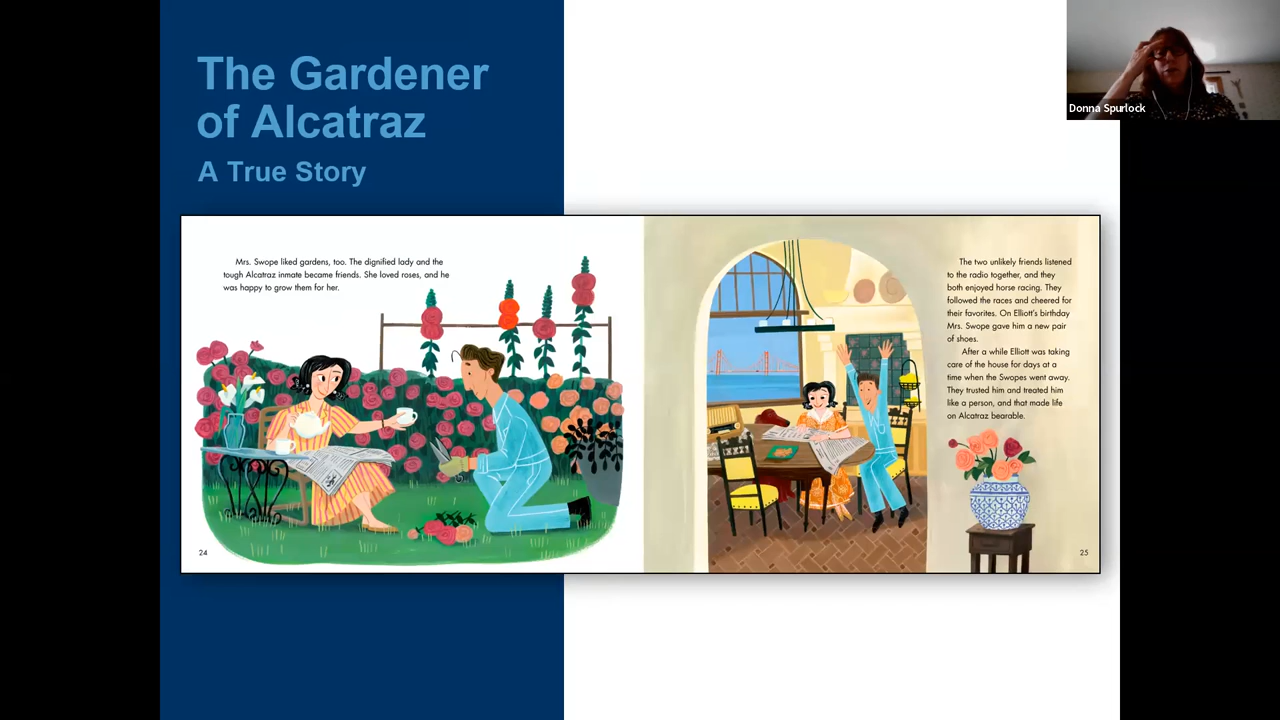 The Gardener
of Alcatraz
A True Story
Donna Spurlock
Mrs. Swope liked gardens, too. The dignified lady and the
tough Alcatraz inmate became friends. She loved roses, and he
was happy to grow them for her.
24
The two unlikely friends listened
to the radio together, and they
both enjoyed horse racing. They
followed the races and cheered for
their favorites. On Elliott's birthday
Mrs. Swope gave him a new pair
of shoes.
After a while Elliott was taking
care of the house for days at a
time when the Swopes went away.
They trusted him and treated him
like a person, and that made life
on Alcatraz bearable.
25